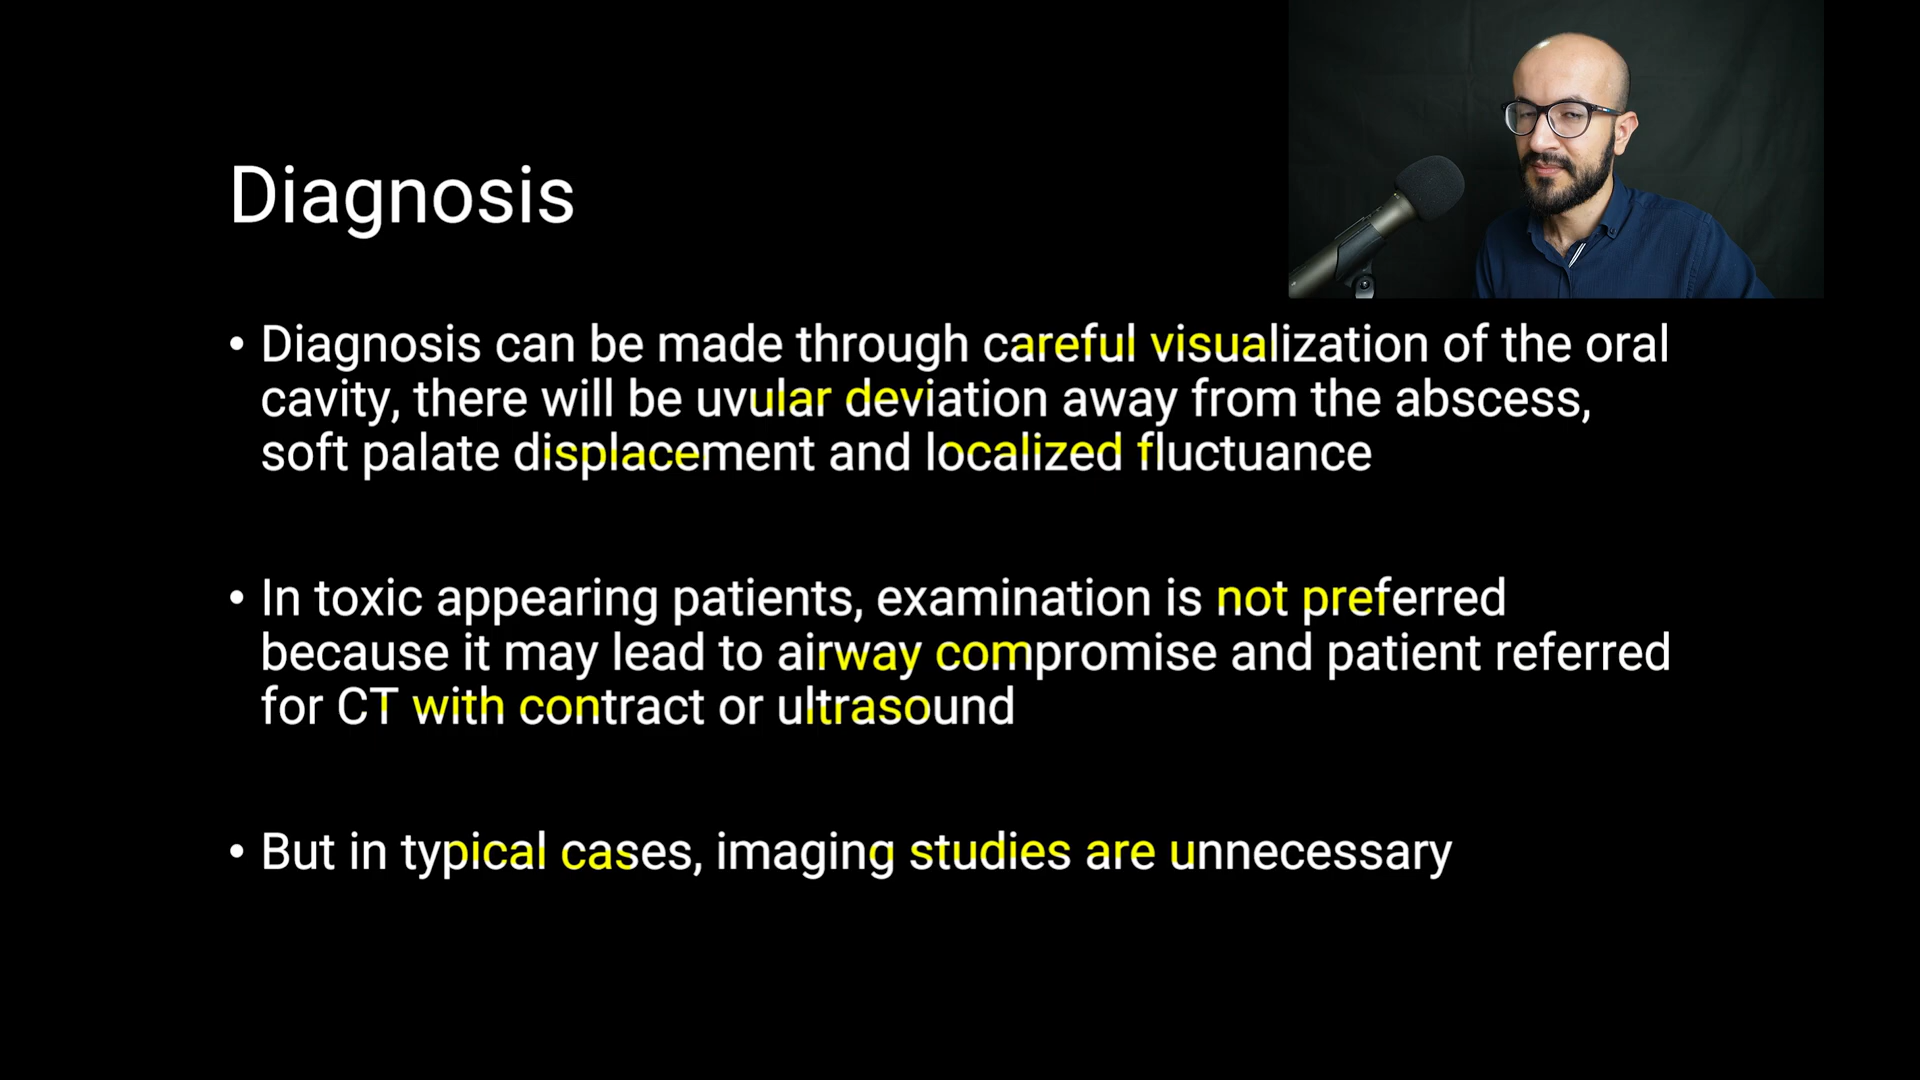 Diagnosis
• Diagnosis can be made through careful visualization of the oral
cavity, there will be uvular deviation away from the abscess,
soft palate displacement and localized fluctuance
• In toxic appearing patients, examination is not preferred
because it may lead to airway compromise and patient referred
for CT with contract or ultrasound
• But in typical cases, imaging studies are unnecessary